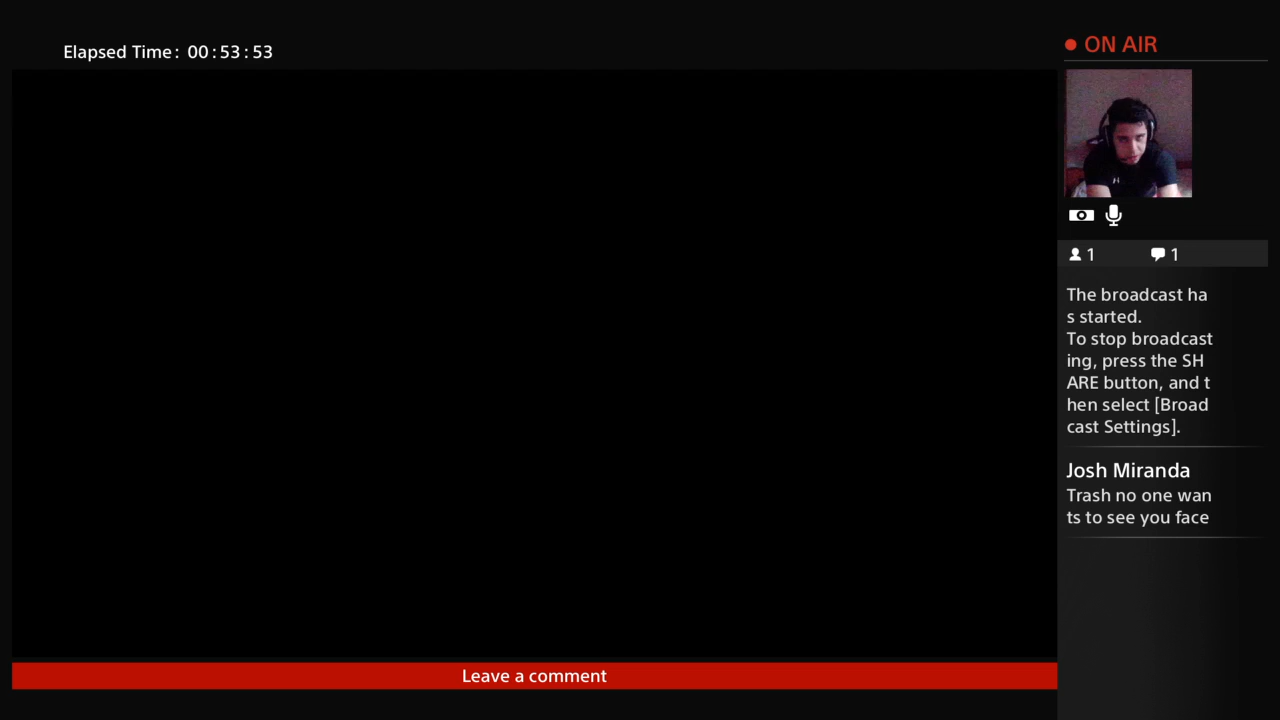 Elapsed Time: 00:53:53
ON AIR
1 1
The broadcast ha
s started.
To stop broadcast
ing, press the SH
ARE button, and t
hen select [Broad
cast Settings].
Josh Miranda
Trash no one wan
ts to see you face
Leave a comment